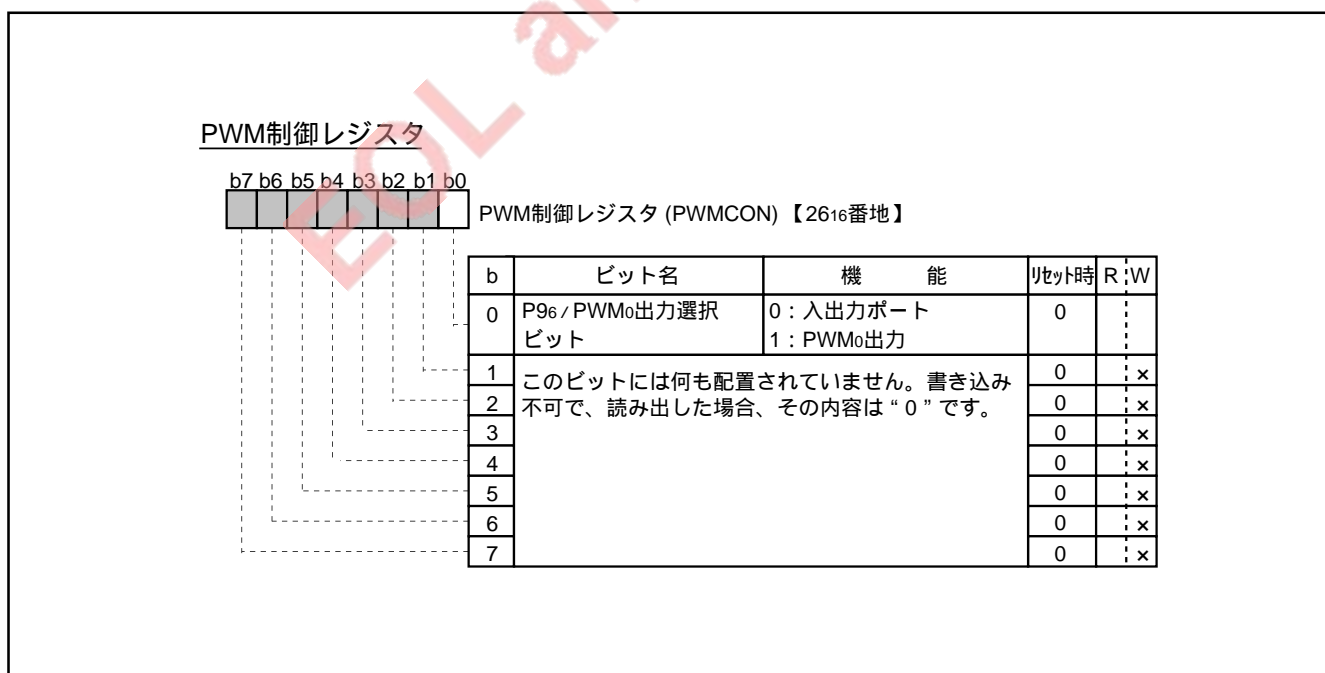 EOL an
PWM制御レジスタ
b7 b6 b5 b4 b3 b2 b1 b0
PWM制御レジスタ (PWMCON) 【2616番地】
b ビット名 機 能 リセット時 R W
0 P96/PWM0出力選択 0:入出力ポート 0
ビット 1:PWM0出力
1 このビットには何も配置されていません。書き込み 0 ×
2 不可で、読み出した場合、その内容は“0”です。 0 ×
3 0 ×
4 0 ×
5 0 ×
6 0 ×
7 0 ×